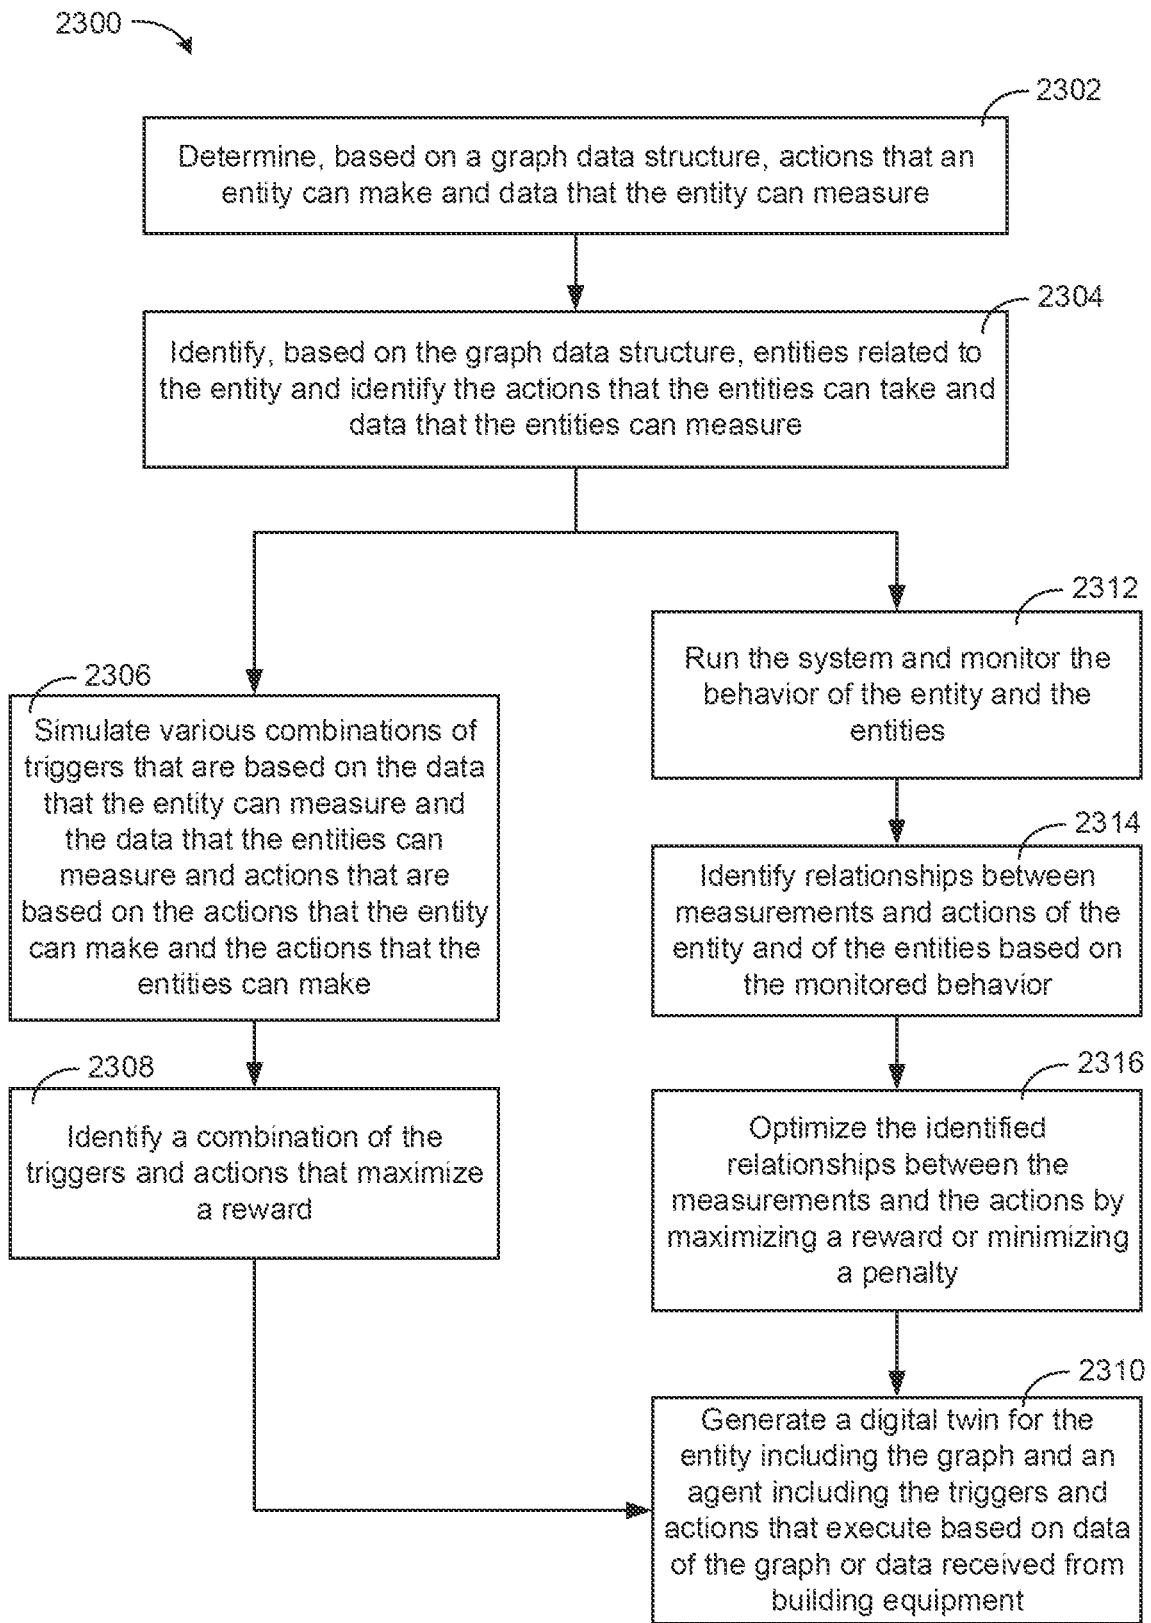 2300
2302
Determine, based on a graph data structure, actions that an
entity can make and data that the entity can measure
2304
Identify, based on the graph data structure, entities related to
the entity and identify the actions that the entities can take and
data that the entities can measure
2306
Simulate various combinations of
triggers that are based on the data
that the entity can measure and
the data that the entities can
measure and actions that are
based on the actions that the entity
can make and the actions that the
entities can make
2308
Identify a combination of the
triggers and actions that maximize
a reward
2312
Run the system and monitor the
behavior of the entity and the
entities
2314
Identify relationships between
measurements and actions of
the entity and of the entities based on
the monitored behavior
2316
Optimize the identified
relationships between the
measurements and the actions by
maximizing a reward or minimizing
a penalty
2310
Generate a digital twin for the
entity including the graph and an
agent including the triggers and
actions that execute based on data
of the graph or data received from
building equipment